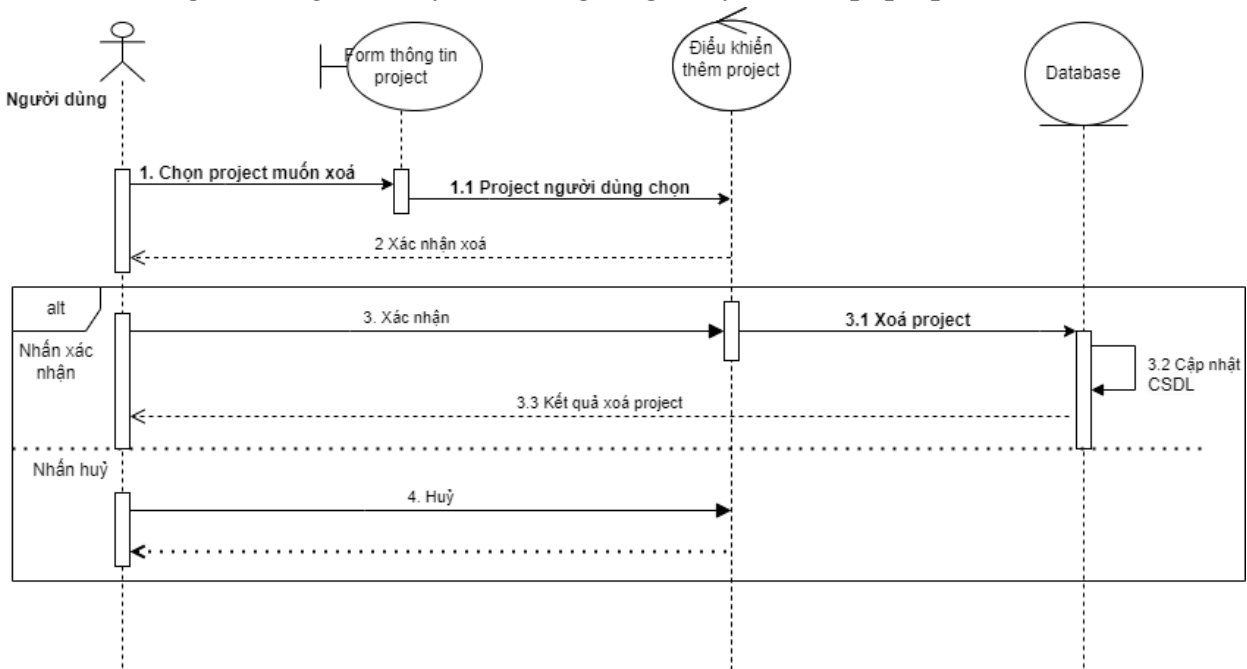 Form thông tin
project
Điều khiển
thêm project
Database
Người dùng
1. Chọn project muốn xoá
1.1 Project người dùng chọn
2 Xác nhận xoá
alt
3. Xác nhận
3.1 Xoá project
Nhấn xác
nhận
3.2 Cập nhật
CSDL
3.3 Kết quả xoá project
Nhấn huỷ
4. Huỷ